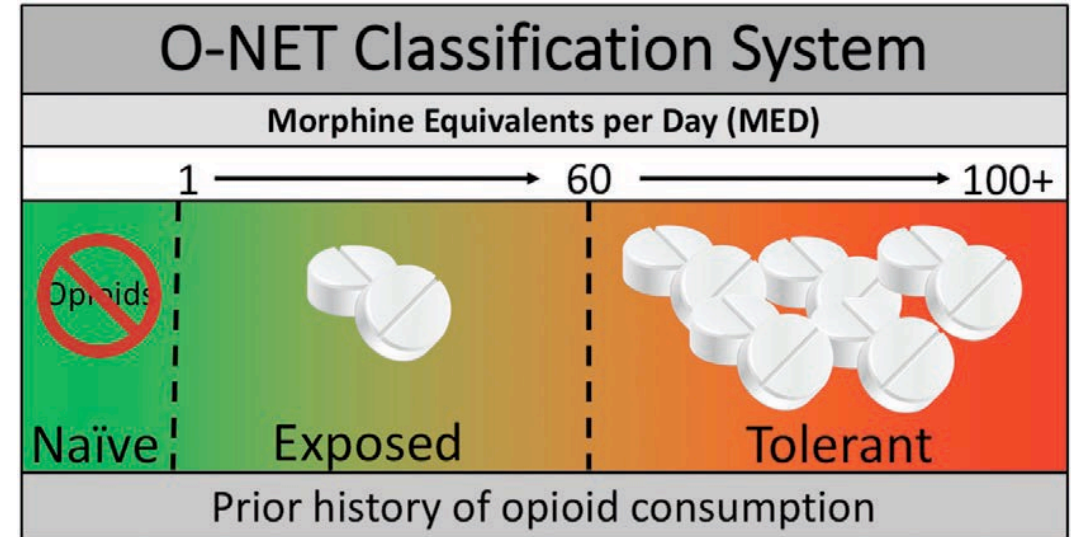 O-NET Classification System
Morphine Equivalents per Day (MED)
1 60 100+
Opioids
Naïve Exposed Tolerant
Prior history of opioid consumption